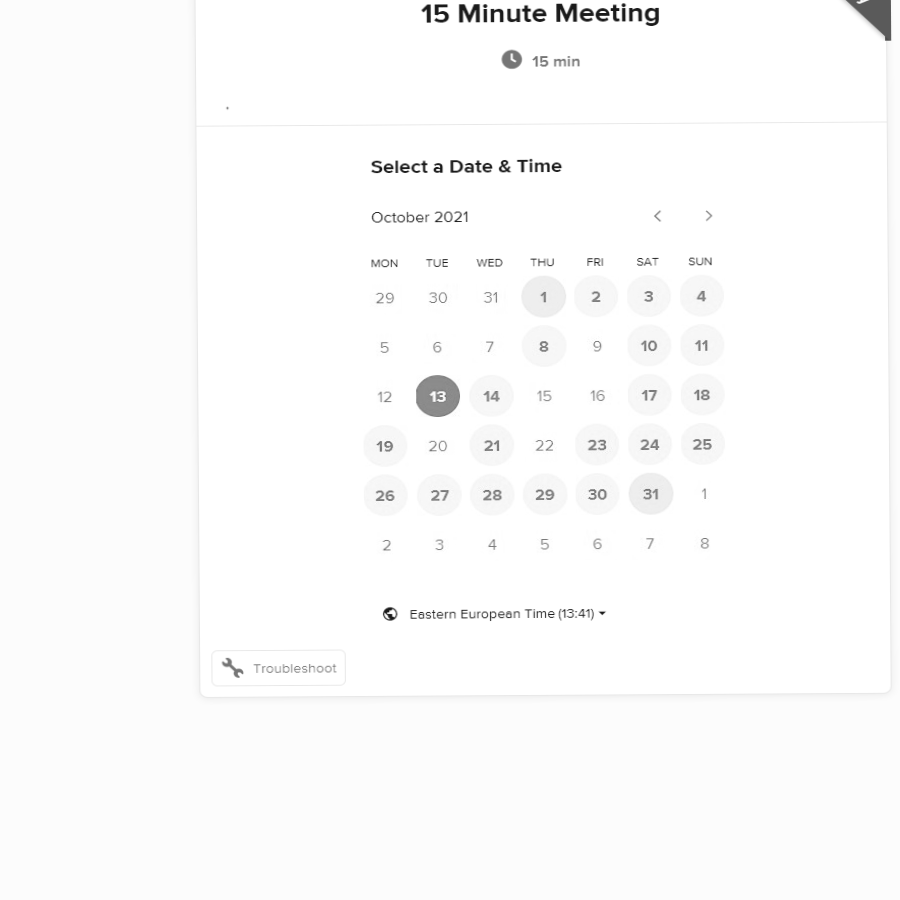 15 Minute Meeting
15 min
Select a Date & Time
October 2021
MON TUE WED THU FRI SAT SUN
29 30 31 1 2 3 4
5 6 7 8 9 10 11
12 13 14 15 16 17 18
19 20 21 22 23 24 25
26 27 28 29 30 31 1
2 3 4 5 6 7 8
Eastern European Time (13:41)
Troubleshoot